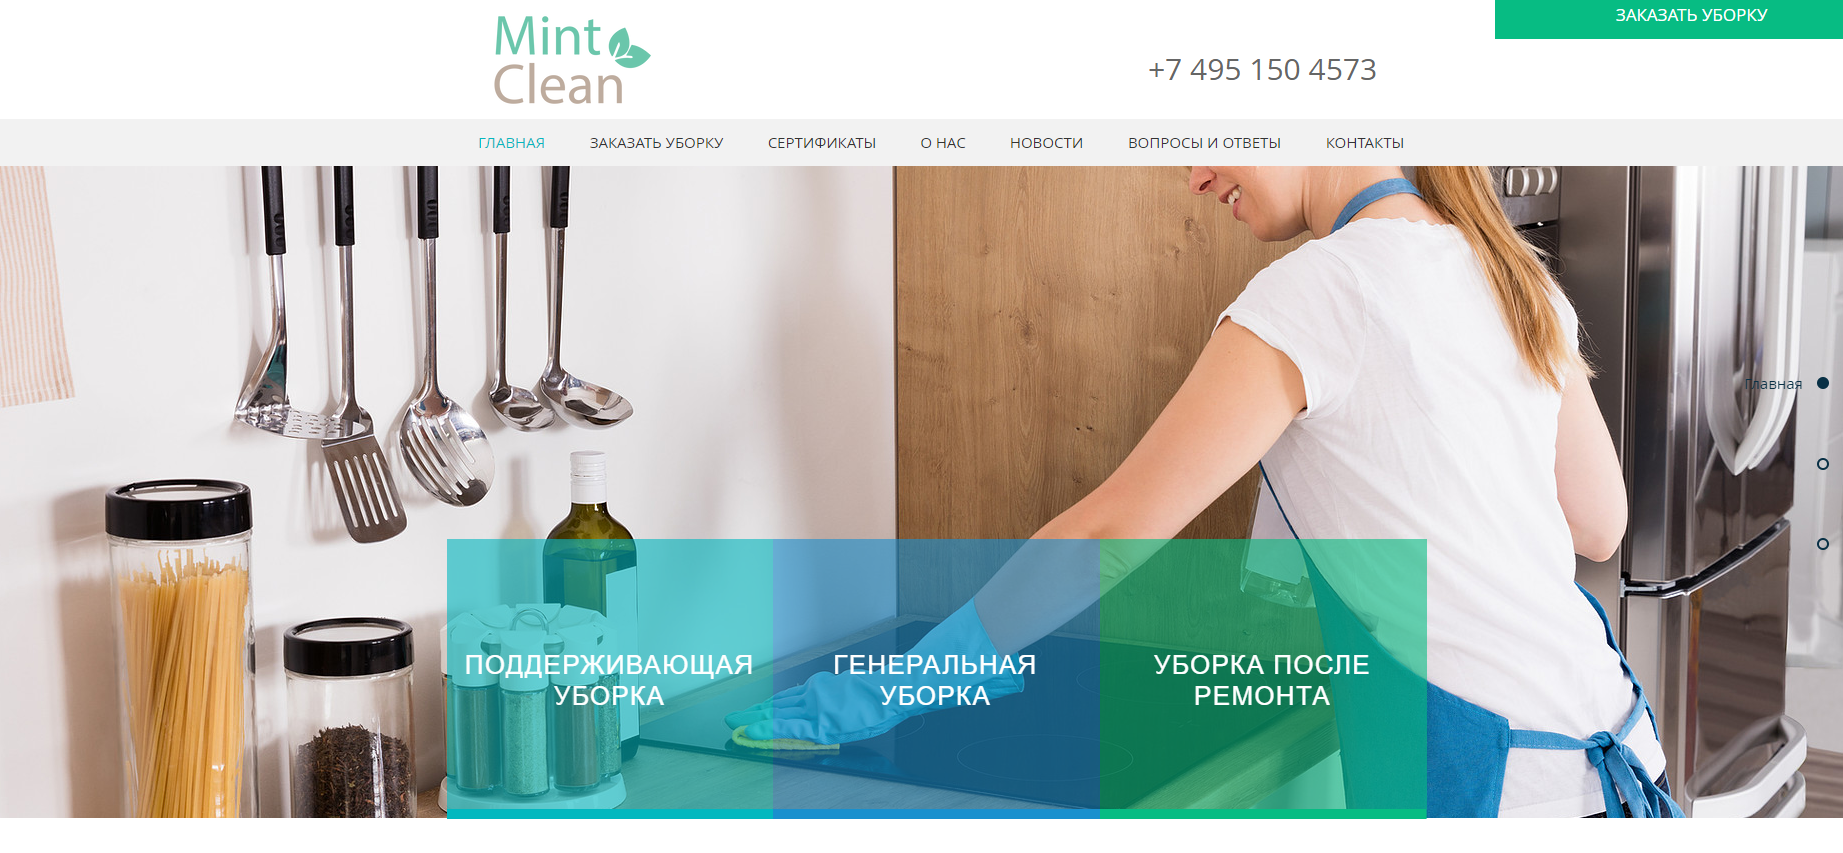 Mint
Clean
ЗАКАЗАТЬ УБОРКУ
+7 495 150 4573
ГЛАВНАЯ ЗАКАЗАТЬ УБОРКУ СЕРТИФИКАТЫ О НАС НОВОСТИ ВОПРОСЫ И ОТВЕТЫ КОНТАКТЫ
Главная
ПОДДЕРЖИВАЮЩАЯ
УБОРКА
ГЕНЕРАЛЬНАЯ
УБОРКА
УБОРКА ПОСЛЕ
РЕМОНТА